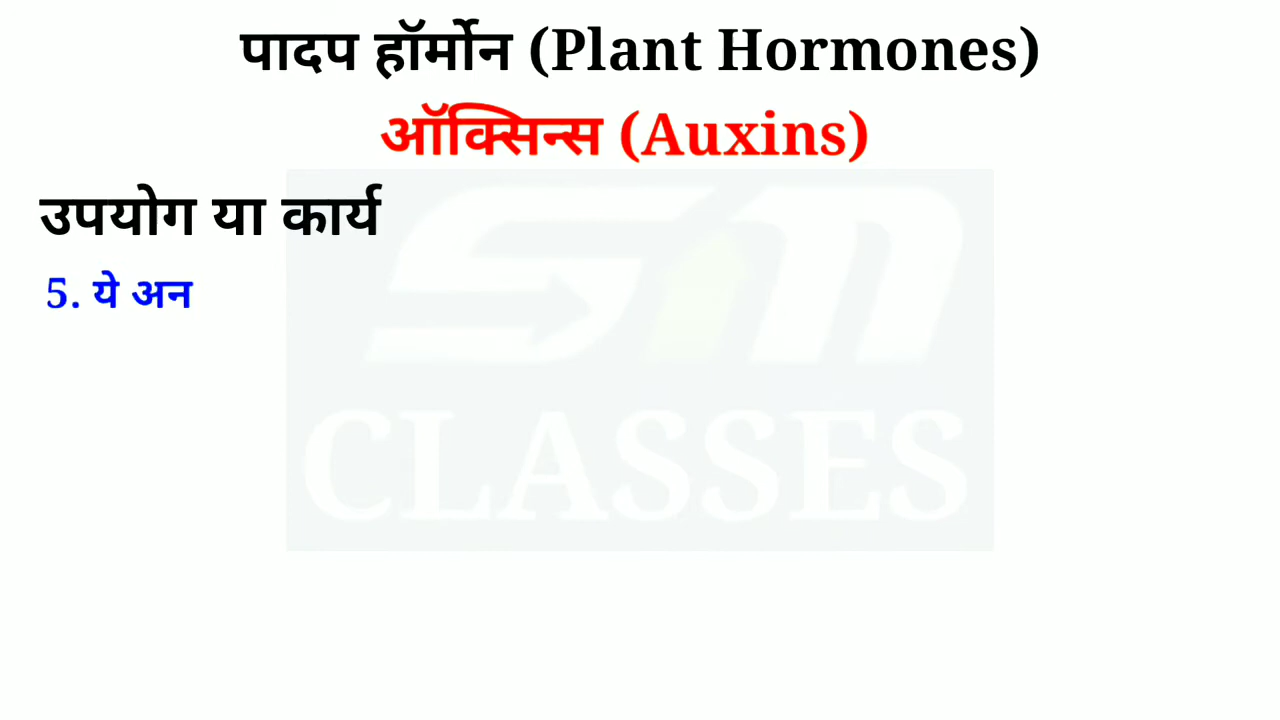 पादप हॉर्मोन (Plant Hormones)
ऑक्सिन्स (Auxins)
उपयोग या कार्य
5. ये अन
SM
CLASSES